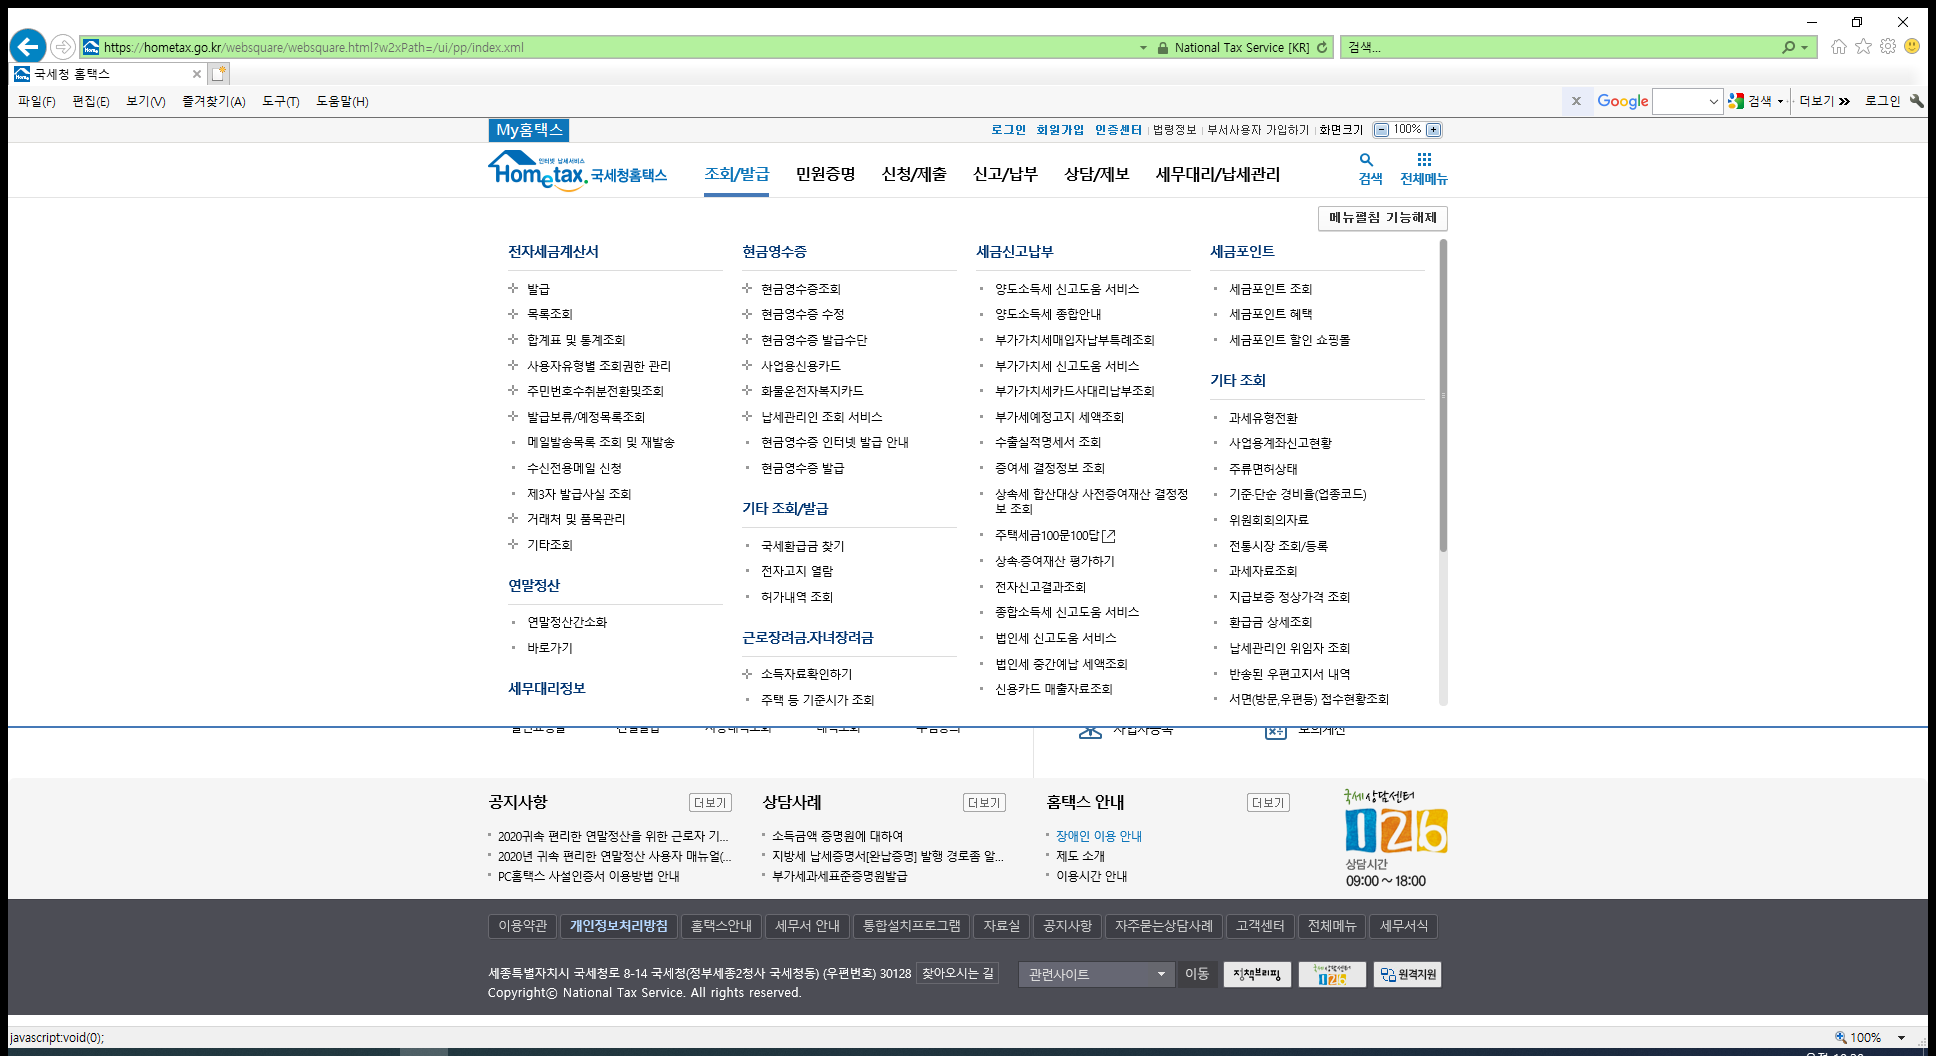 https://hometax.go.kr/websquare/websquare.html?w2xPath=/ui/pp/index.xml
National Tax Service [KR]
검색...
국세청 홈택스
파일(F) 편집(E) 보기(V) 즐겨찾기(A) 도구(T) 도움말(H)
x Google 검색 더보기 » 로그인
My홈택스
로그인 회원가입 인증센터 법령정보 부서사용자 가입하기 화면크기 100%
인터넷 납세서비스
Hometax. 국세청홈택스
조회/발급 민원증명 신청/제출 신고/납부 상담/제보 세무대리/납세관리
검색 전체메뉴
메뉴펼침 기능해제
전자세금계산서
발급
목록조회
합계표 및 통계조회
사용자유형별 조회권한 관리
주민번호수취분전환및조회
발급보류/예정목록조회
메일발송목록 조회 및 재발송
수신전용메일 신청
제3자 발급사실 조회
거래처 및 품목관리
기타조회
연말정산
연말정산간소화
바로가기
세무대리정보
현금영수증
현금영수증조회
현금영수증 수정
현금영수증 발급수단
사업용신용카드
화물운전자복지카드
납세관리인 조회 서비스
현금영수증 인터넷 발급 안내
현금영수증 발급
기타 조회/발급
국세환급금 찾기
전자고지 열람
허가내역 조회
근로장려금.자녀장려금
소득자료확인하기
주택 등 기준시가 조회
세금신고납부
양도소득세 신고도움 서비스
양도소득세 종합안내
부가가치세매입자납부특례조회
부가가치세 신고도움 서비스
부가가치세카드사대리납부조회
부가세예정고지 세액조회
수출실적명세서 조회
증여세 결정정보 조회
상속세 합산대상 사전증여재산 결정정
보 조회
주택세금100문100답
상속·증여재산 평가하기
전자신고결과조회
종합소득세 신고도움 서비스
법인세 신고도움 서비스
법인세 중간예납 세액조회
신용카드 매출자료조회
세금포인트
세금포인트 조회
세금포인트 혜택
세금포인트 할인 쇼핑몰
기타 조회
과세유형전환
사업용계좌신고현황
주류면허상태
기준·단순 경비율(업종코드)
위원회회의자료
전통시장 조회/등록
과세자료조회
지급보증 정상가격 조회
환급금 상세조회
납세관리인 위임자 조회
반송된 우편고지서 내역
서면(방문,우편등) 접수현황조회
사업자등록 모의계산
공지사항 더보기
2020귀속 편리한 연말정산을 위한 근로자 기...
2020년 귀속 편리한 연말정산 사용자 매뉴얼(...
PC홈택스 사설인증서 이용방법 안내
상담사례 더보기
소득금액 증명원에 대하여
지방세 납세증명서[완납증명] 발행 경로좀 알...
부가세과세표준증명원발급
홈택스 안내 더보기
장애인 이용 안내
제도 소개
이용시간 안내
국세상담센터
126
상담시간
09:00 ~ 18:00
이용약관 개인정보처리방침 홈택스안내 세무서 안내 통합설치프로그램 자료실 공지사항 자주묻는상담사례 고객센터 전체메뉴 세무서식
세종특별자치시 국세청로 8-14 국세청(정부세종2청사 국세청동) (우편번호) 30128 찾아오시는 길
관련사이트 이동 정책브리핑 국세상담센터 126 원격지원
Copyrightⓒ National Tax Service. All rights reserved.
javascript:void(0);
100%